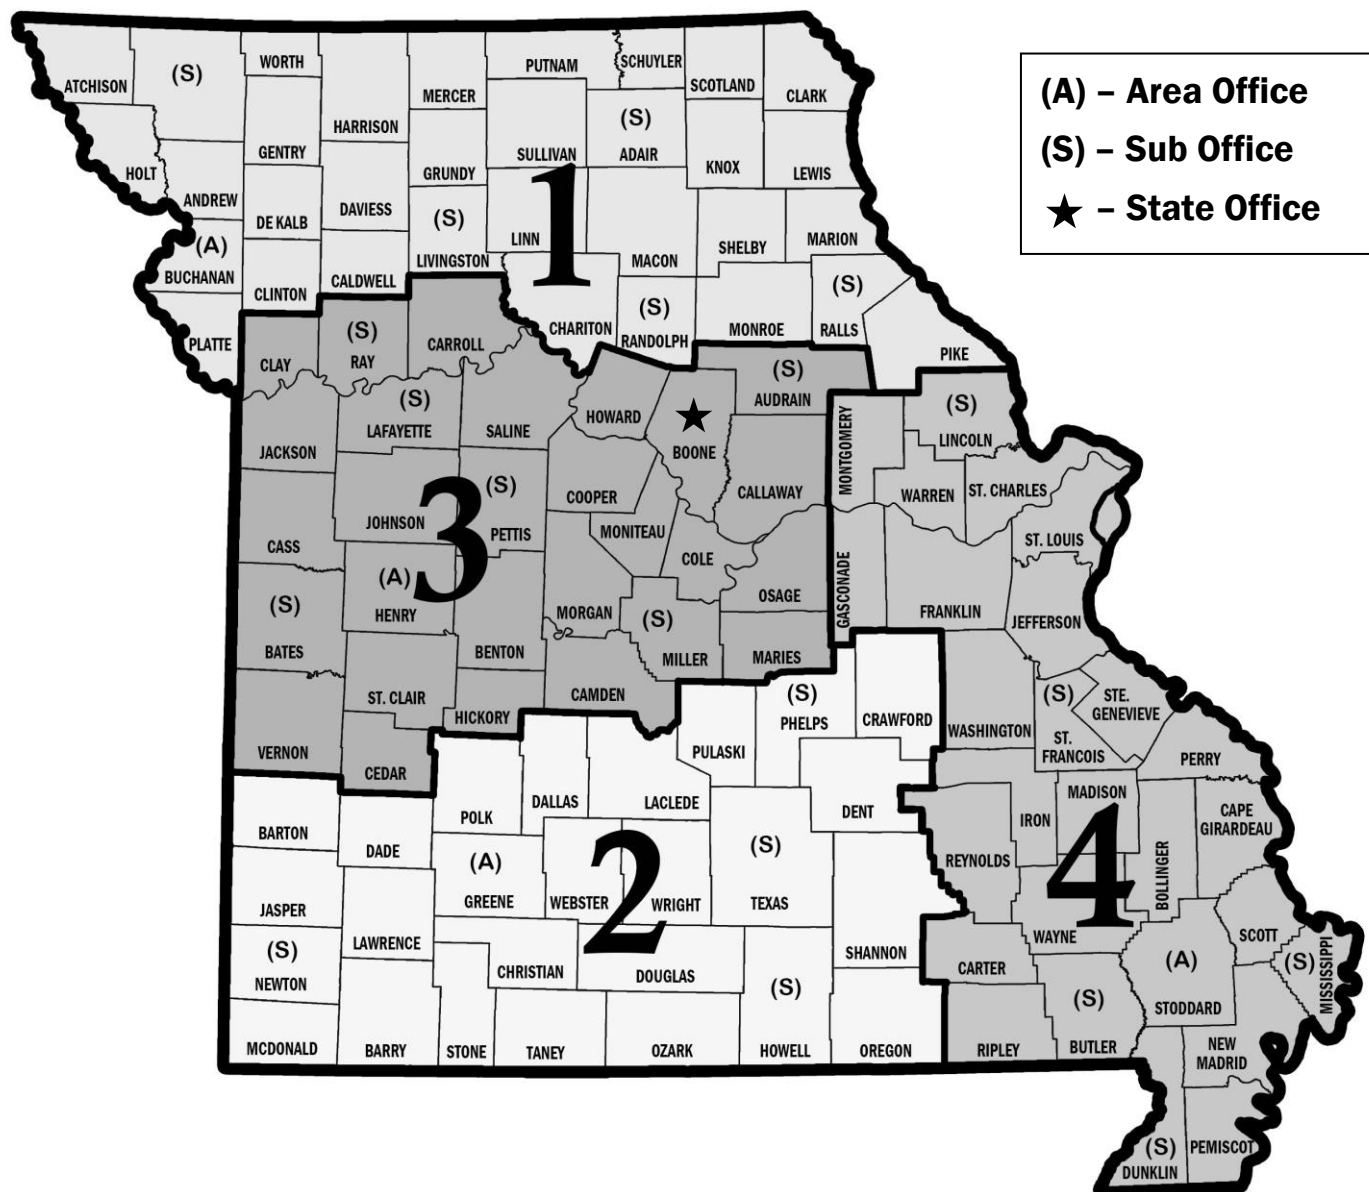 (A) – Area Office
(S) – Sub Office
– State Office
ATCHISON
(S)
WORTH
HARRISON
MERCER
PUTNAM
SCHUYLER
SCOTLAND
CLARK
HOLT
GENTRY
GRUNDY
SULLIVAN
(S)
ADAIR
KNOX
LEWIS
ANDREW
DE KALB
DAVIESS
(S)
LIVINGSTON
LINN
1
MACON
SHELBY
MARION
(A)
BUCHANAN
CLINTON
CALDWELL
CHARITON
(S)
RANDOLPH
MONROE
(S)
RALLS
PIKE
PLATTE
CLAY
(S)
RAY
CARROLL
HOWARD
BOONE
(S)
AUDRAIN
JACKSON
(S)
LAFAYETTE
SALINE
COOPER
CALLAWAY
CASS
JOHNSON
3
(S)
PETTIS
MONITEAU
COLE
OSAGE
(S)
BATES
(A)
HENRY
BENTON
MORGAN
(S)
MILLER
MARIES
VERNON
ST. CLAIR
CEDAR
HICKORY
CAMDEN
MONTGOMERY
(S)
LINCOLN
WARREN
ST. CHARLES
ST. LOUIS
GASCONADE
FRANKLIN
JEFFERSON
WASHINGTON
(S)
ST.
FRANCOIS
STE.
GENEVIEVE
PERRY
REYNOLDS
IRON
MADISON
4
BOLLINGER
CAPE
GIRARDEAU
WAYNE
CARTER
(A)
STODDARD
SCOTT
(S)
MISSISSIPPI
RIPLEY
(S)
BUTLER
NEW
MADRID
(S)
DUNKLIN
PEMISCOT
BARTON
DADE
POLK
DALLAS
LACLEDE
PULASKI
(S)
PHELPS
CRAWFORD
DENT
JASPER
LAWRENCE
(A)
GREENE
WEBSTER
2
WRIGHT
(S)
TEXAS
SHANNON
(S)
NEWTON
CHRISTIAN
DOUGLAS
MCDONALD
BARRY
STONE
TANEY
OZARK
(S)
HOWELL
OREGON